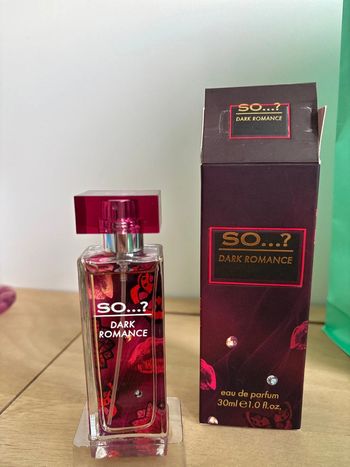 SO...?
DARK ROMANCE
SO...?
DARK ROMANCE
eau de parfum
30ml e 1.0 fl.oz.
SO...?
DARK
ROMANCE